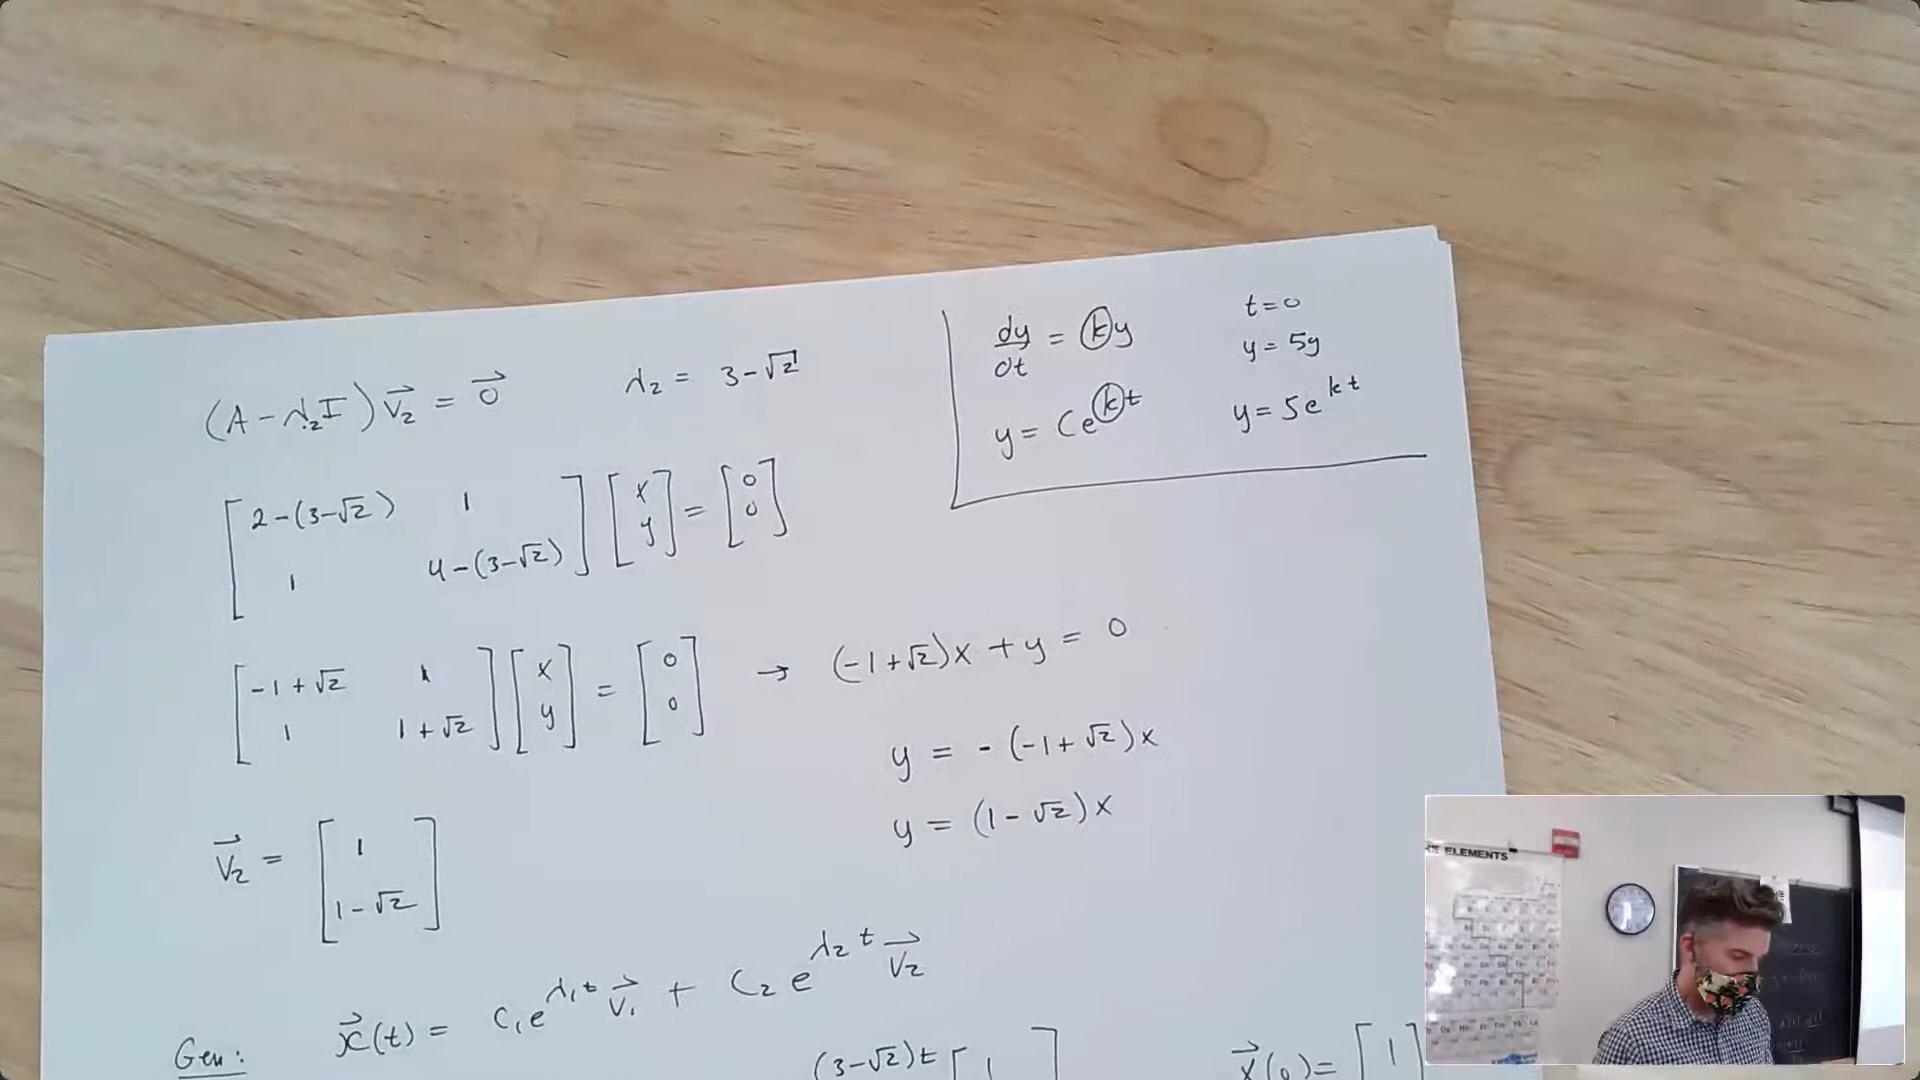 (A - λ₂I) v⃗₂ = 0⃗
λ₂ = 3-√2
[2-(3-√2) 1
1 4-(3-√2)] [x
y] = [0
0]
[-1+√2 1
1 1+√2] [x
y] = [0
0] → (-1+√2)x + y = 0
y = - (-1+√2)x
y = (1-√2)x
v⃗₂ = [1
1-√2]
Gen: x⃗(t) = c₁e^λ₁t v⃗₁ + c₂e^λ₂t v⃗₂
(3-√2)t [1
x⃗(0) = [1]
dy/dt = ky
y = Ce^kt
t=0
y = 5y
y = 5e^kt
ELEMENTS